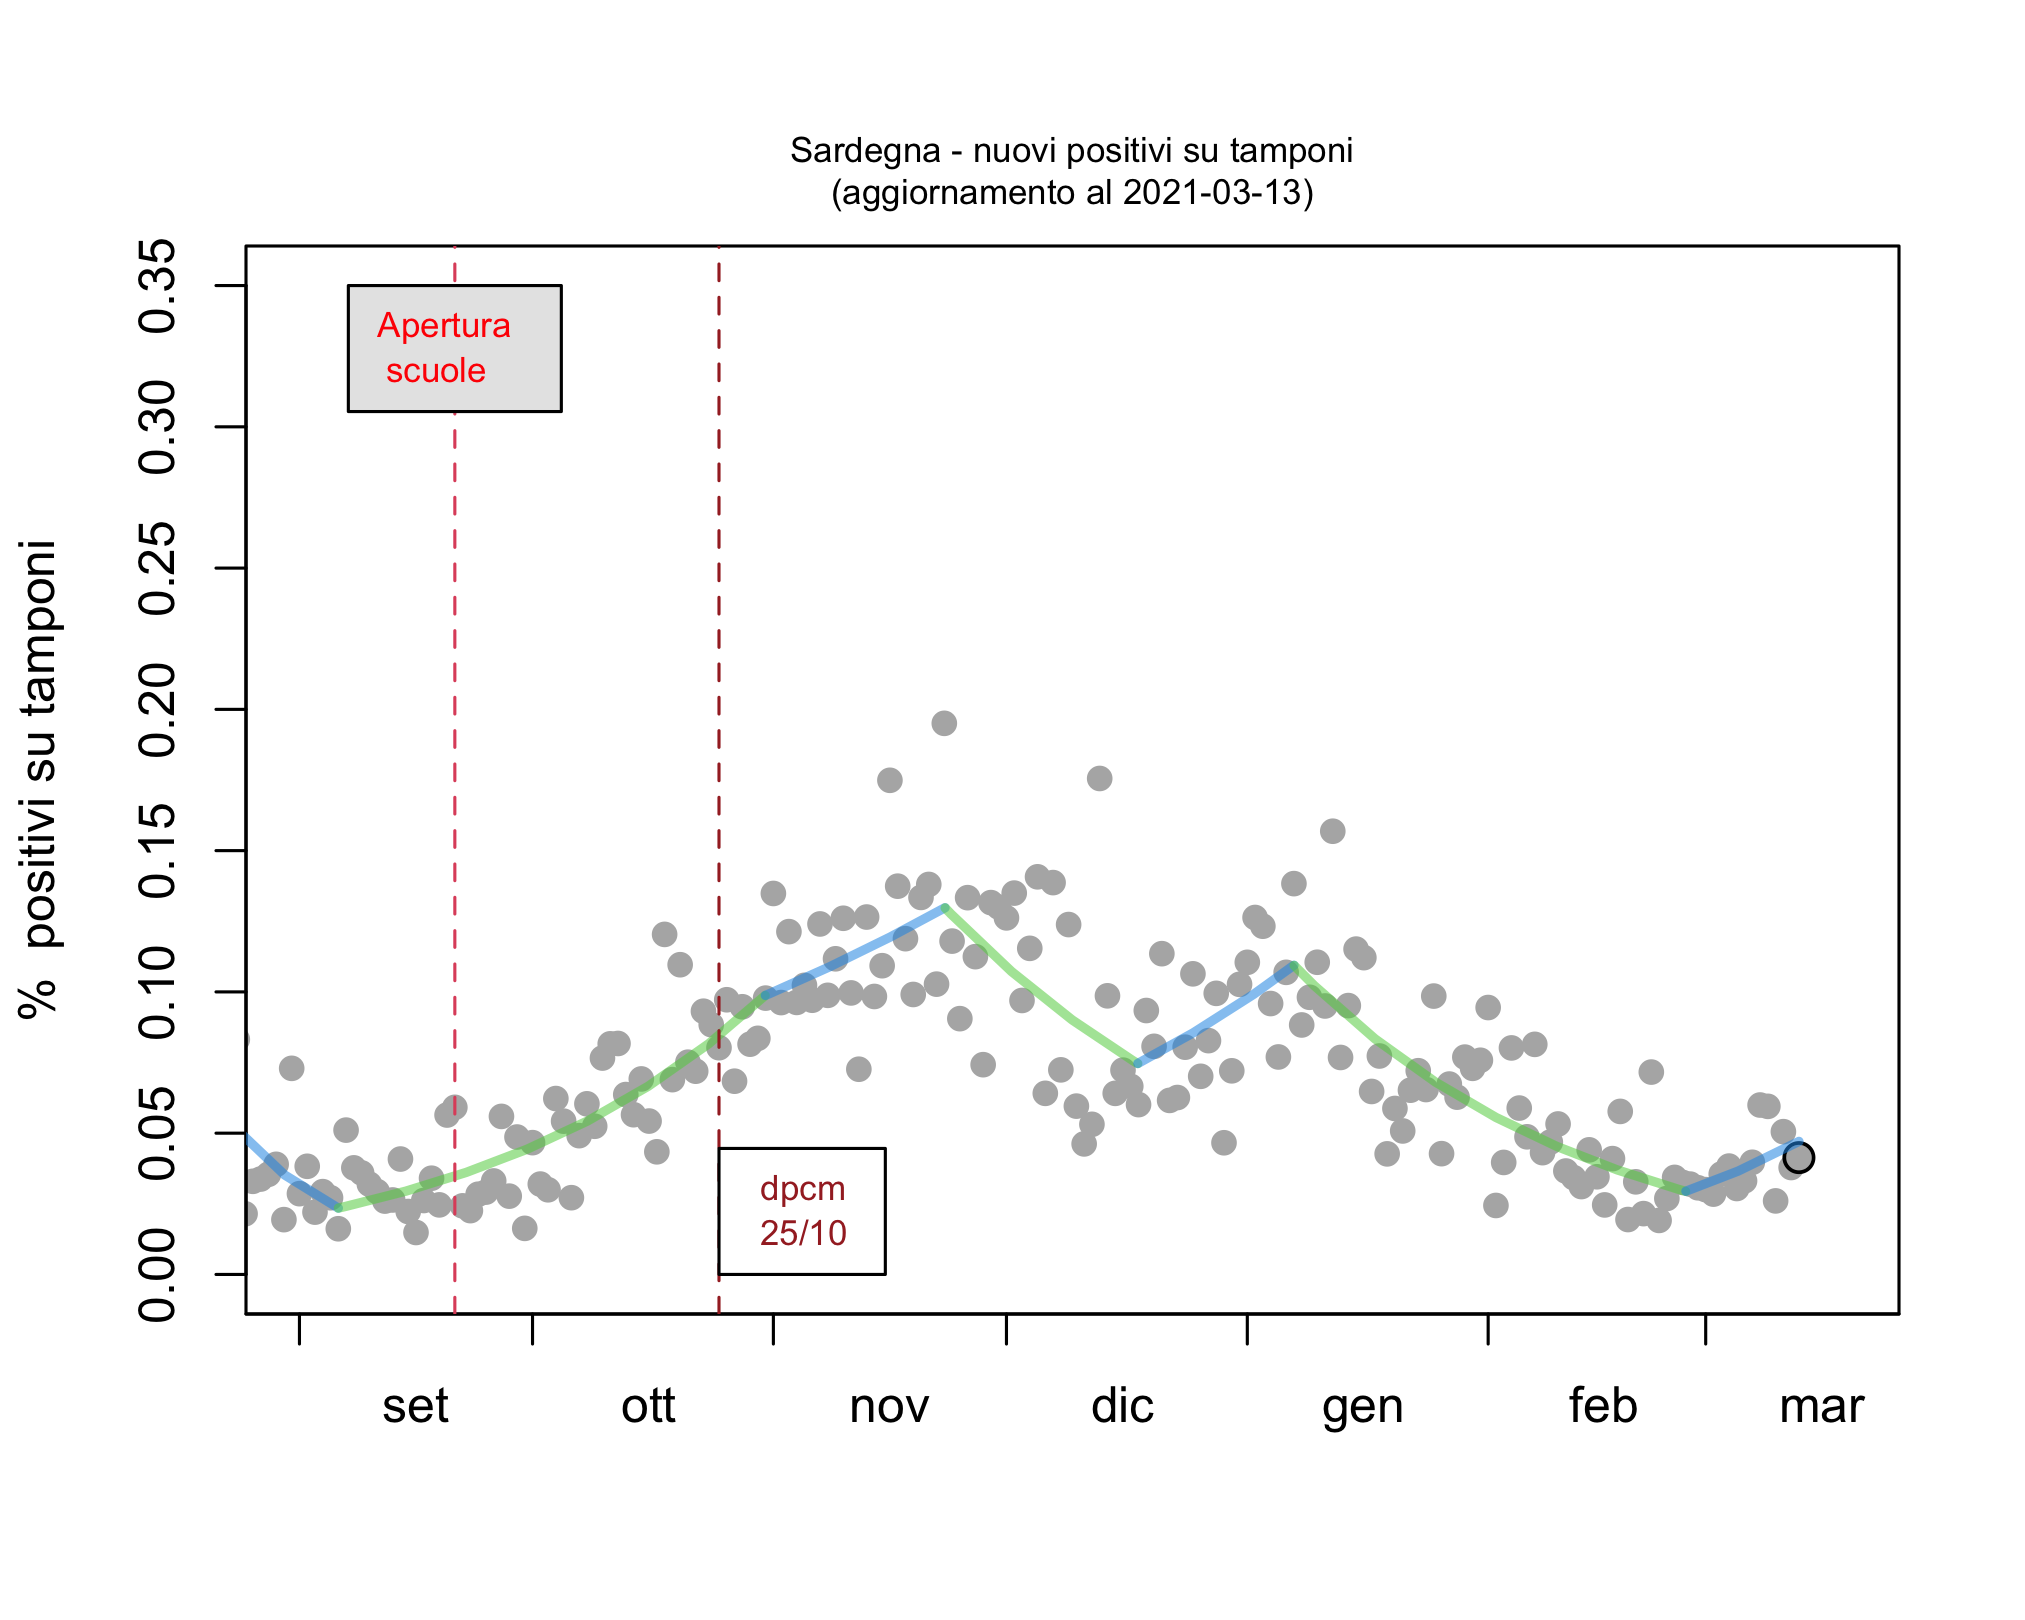 Sardegna - nuovi positivi su tamponi
(aggiornamento al 2021-03-13)
% positivi su tamponi
0.35
0.30
0.25
0.20
0.15
0.10
0.05
0.00
Apertura
scuole
dpcm
25/10
set ott nov dic gen feb mar